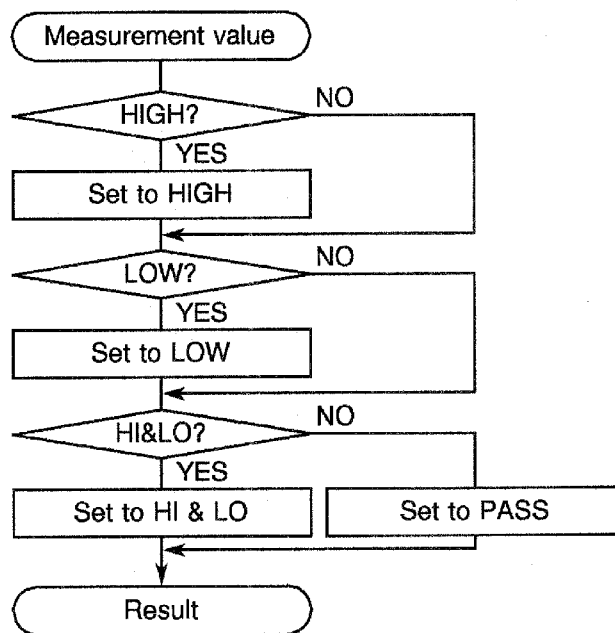 Measurement value
HIGH?
NO
YES
Set to HIGH
LOW?
NO
YES
Set to LOW
HI&LO?
NO
YES
Set to HI & LO
Set to PASS
Result